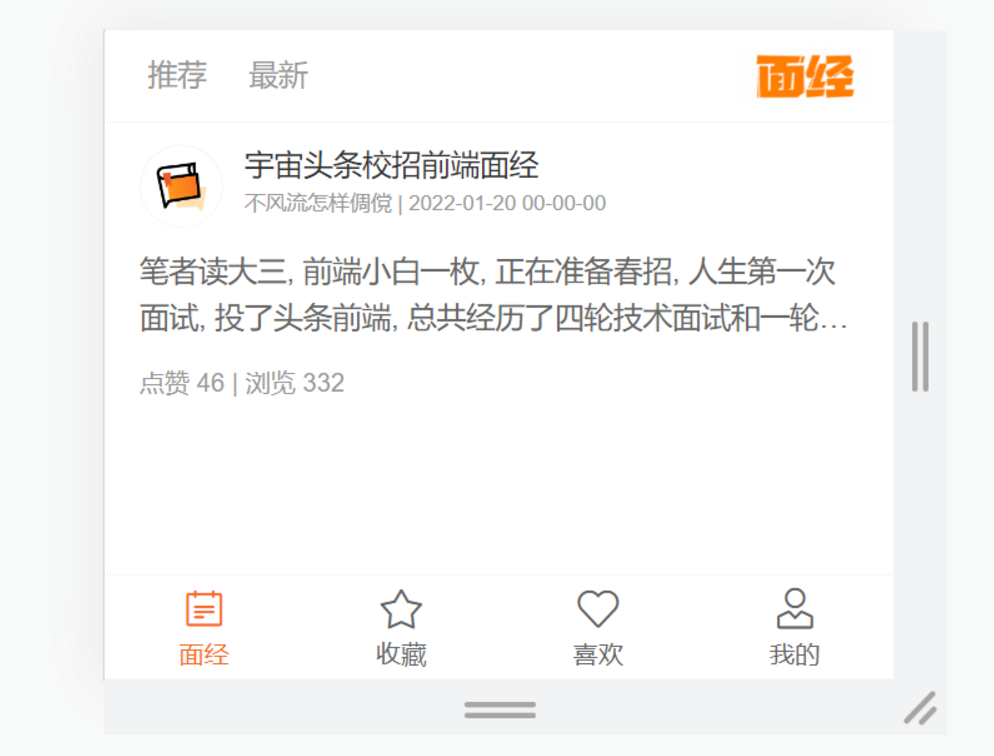 推荐 最新 面经
宇宙头条校招前端面经
不风流怎样倜傥 | 2022-01-20 00-00-00
笔者读大三, 前端小白一枚, 正在准备春招, 人生第一次
面试, 投了头条前端, 总共经历了四轮技术面试和一轮…
点赞 46 | 浏览 332
面经 收藏 喜欢 我的